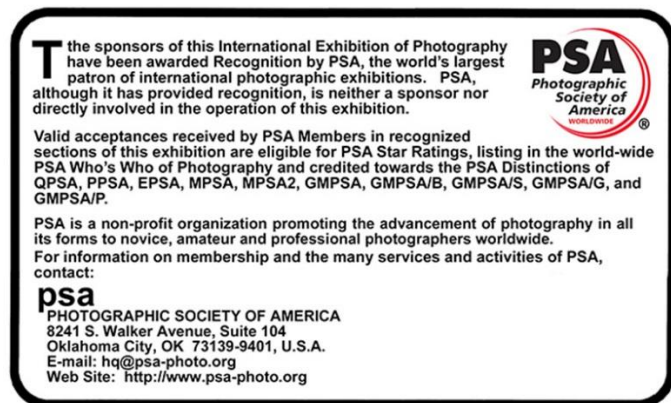 The sponsors of this International Exhibition of Photography
have been awarded Recognition by PSA, the world's largest
patron of international photographic exhibitions. PSA,
although it has provided recognition, is neither a sponsor nor
directly involved in the operation of this exhibition.
PSA
Photographic
Society of
America
WORLDWIDE
®
Valid acceptances received by PSA Members in recognized
sections of this exhibition are eligible for PSA Star Ratings, listing in the world-wide
PSA Who's Who of Photography and credited towards the PSA Distinctions of
QPSA, PPSA, EPSA, MPSA, MPSA2, GMPSA, GMPSA/B, GMPSA/S, GMPSA/G, and
GMPSA/P.
PSA is a non-profit organization promoting the advancement of photography in all
its forms to novice, amateur and professional photographers worldwide.
For information on membership and the many services and activities of PSA,
contact:
psa
PHOTOGRAPHIC SOCIETY OF AMERICA
8241 S. Walker Avenue, Suite 104
Oklahoma City, OK 73139-9401, U.S.A.
E-mail: hq@psa-photo.org
Web Site: http://www.psa-photo.org